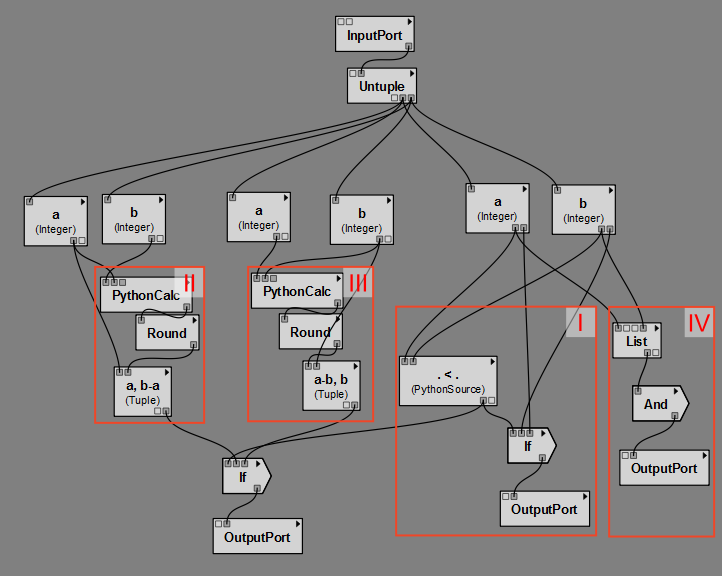 InputPort
Untuple
a
(Integer)
b
(Integer)
a
(Integer)
b
(Integer)
a
(Integer)
b
(Integer)
II
PythonCalc
Round
a, b-a
(Tuple)
III
PythonCalc
Round
a-b, b
(Tuple)
I
. < .
(PythonSource)
If
OutputPort
IV
List
And
OutputPort
If
OutputPort